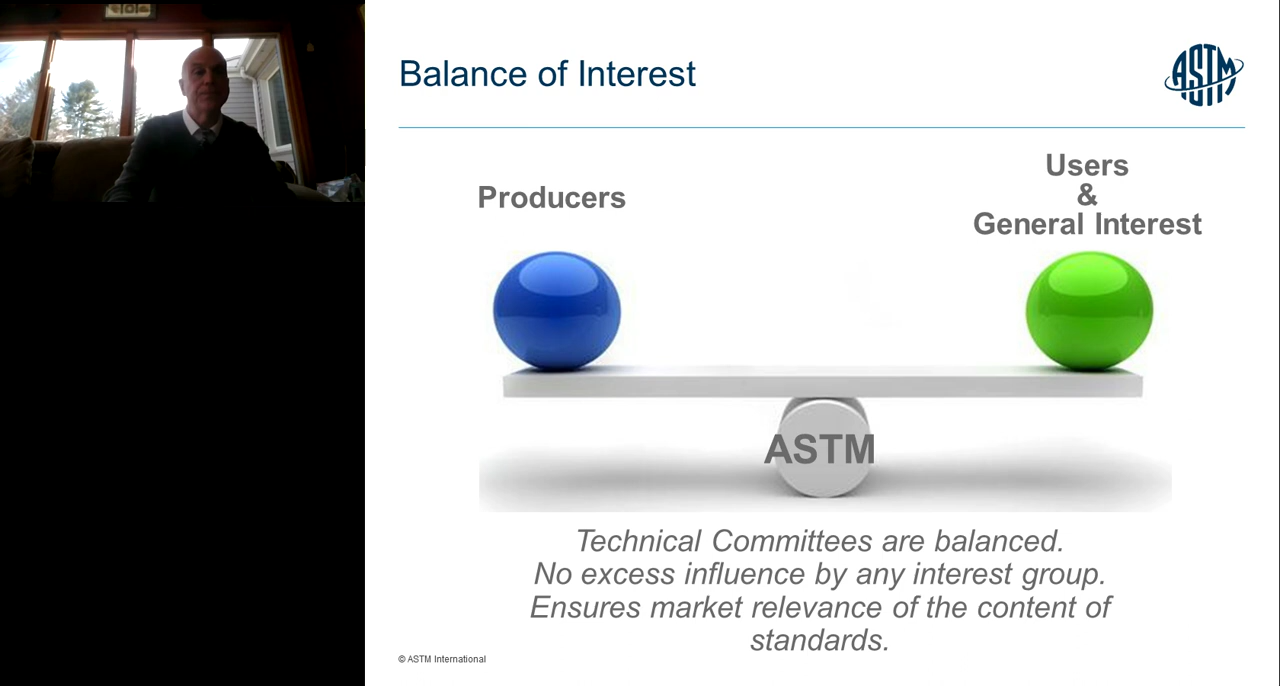 Balance of Interest
ASTM
Producers
Users
&
General Interest
ASTM
Technical Committees are balanced.
No excess influence by any interest group.
Ensures market relevance of the content of
standards.
© ASTM International